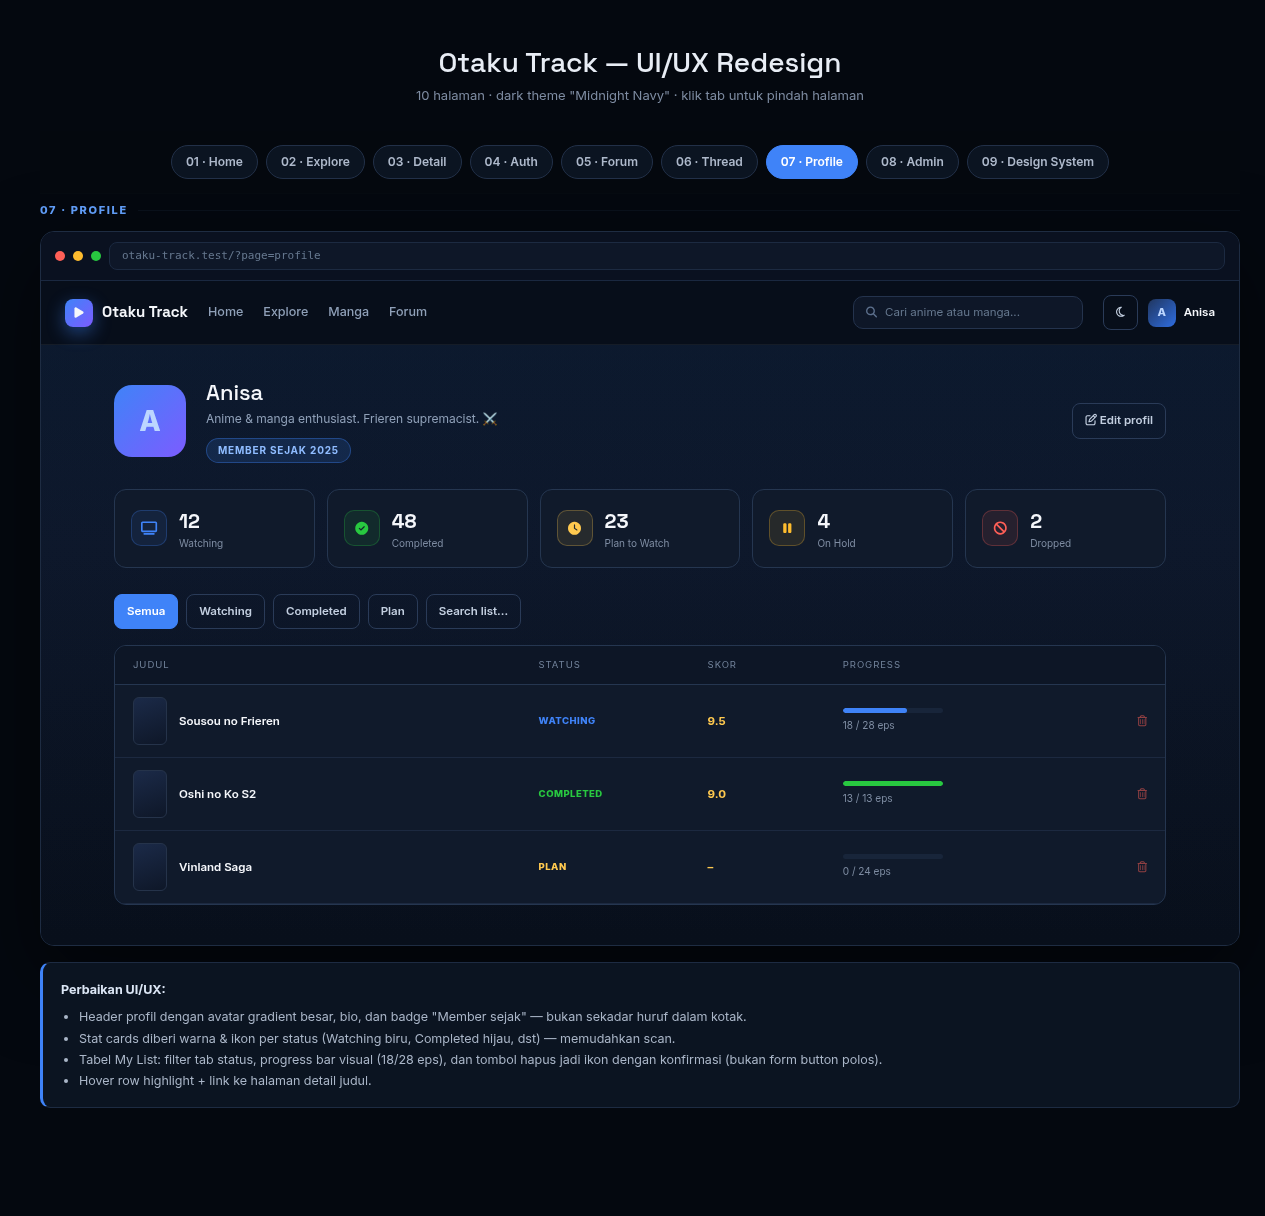 Otaku Track — UI/UX Redesign
10 halaman · dark theme "Midnight Navy" · klik tab untuk pindah halaman
01 · Home 02 · Explore 03 · Detail 04 · Auth 05 · Forum 06 · Thread 07 · Profile 08 · Admin 09 · Design System
07 · PROFILE
otaku-track.test/?page=profile
Otaku Track Home Explore Manga Forum Cari anime atau manga... A Anisa
A
Anisa
Anime & manga enthusiast. Frieren supremacist. ⚔️
MEMBER SEJAK 2025
Edit profil
12
Watching
48
Completed
23
Plan to Watch
4
On Hold
2
Dropped
Semua Watching Completed Plan Search list...
JUDUL STATUS SKOR PROGRESS
Sousou no Frieren WATCHING 9.5 18 / 28 eps
Oshi no Ko S2 COMPLETED 9.0 13 / 13 eps
Vinland Saga PLAN – 0 / 24 eps
Perbaikan UI/UX:
• Header profil dengan avatar gradient besar, bio, dan badge "Member sejak" — bukan sekadar huruf dalam kotak.
• Stat cards diberi warna & ikon per status (Watching biru, Completed hijau, dst) — memudahkan scan.
• Tabel My List: filter tab status, progress bar visual (18/28 eps), dan tombol hapus jadi ikon dengan konfirmasi (bukan form button polos).
• Hover row highlight + link ke halaman detail judul.